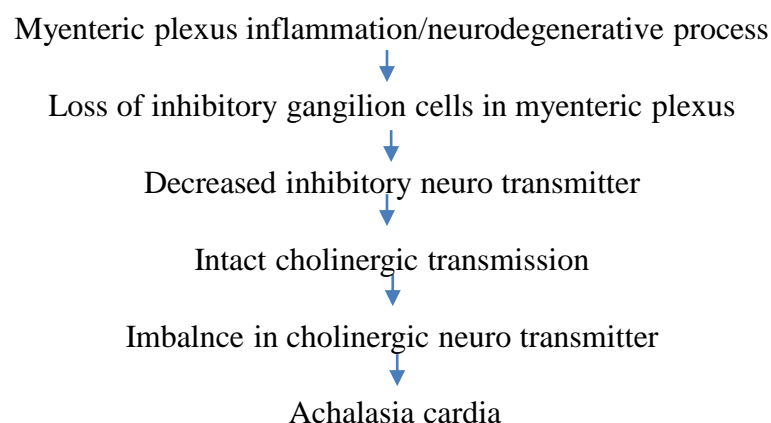 Myenteric plexus inflammation/neurodegenerative process
Loss of inhibitory gangilion cells in myenteric plexus
Decreased inhibitory neuro transmitter
Intact cholinergic transmission
Imbalnce in cholinergic neuro transmitter
Achalasia cardia